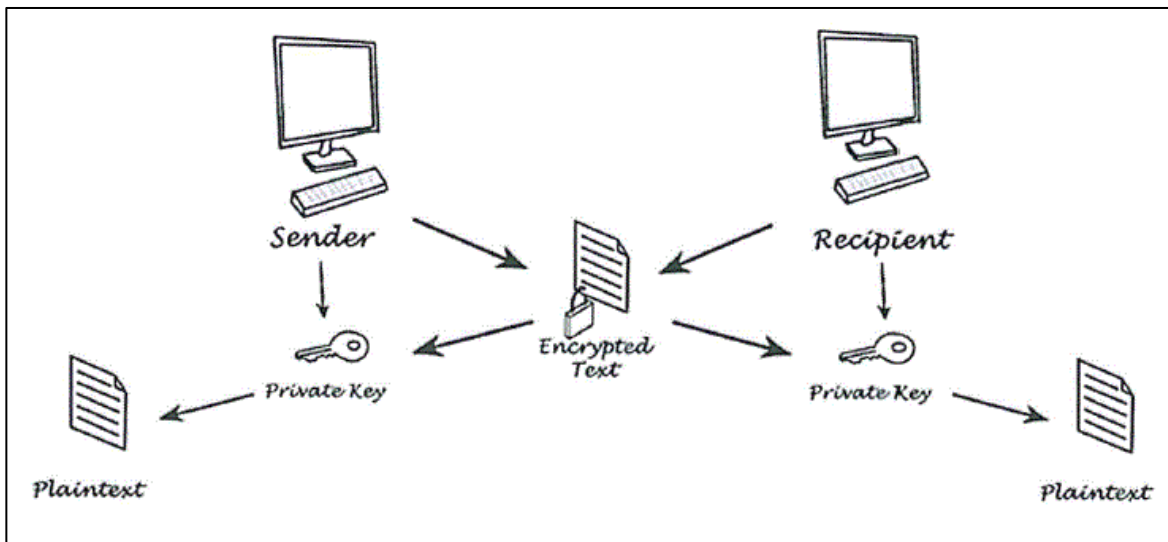 Sender
Recipient
Encrypted
Text
Private Key
Private Key
Plaintext
Plaintext